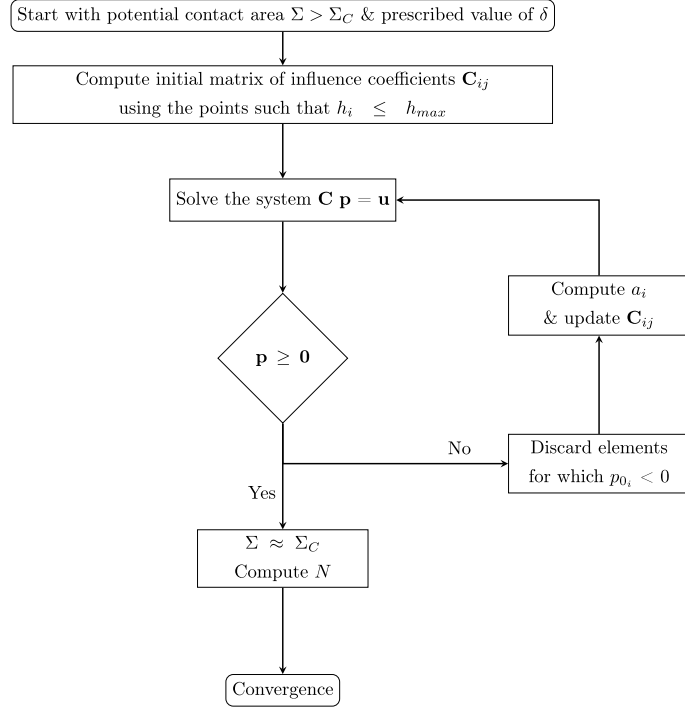 Start with potential contact area Σ > Σ_C & prescribed value of δ
Compute initial matrix of influence coefficients C_ij
using the points such that h_i ≤ h_max
Solve the system C p = u
Compute a_i
& update C_ij
p ≥ 0
No
Discard elements
for which p_0_i < 0
Yes
Σ ≈ Σ_C
Compute N
Convergence